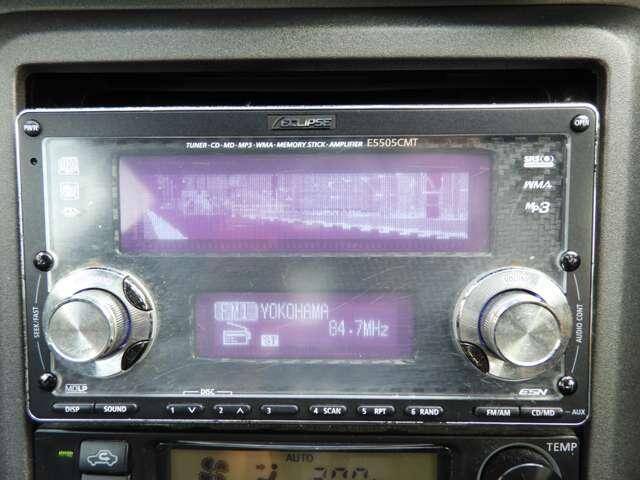 PWR
ECLIPSE
OPEN
TUNER · CD · MD · MP3 · WMA · MEMORY STICK · AMPLIFIER E5505CMT
SRS
WMA
MP3
FM1 YOKOHAMA
84.7MHz
ST
SEEK/FAST
AUDIO CONT
MDLP
ESN
DISC
DISP SOUND 1 2 3 4 SCAN 5 RPT 6 RAND FM/AM CD/MD AUX
AUTO
TEMP